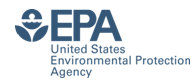 EPA
United States
Environmental Protection
Agency